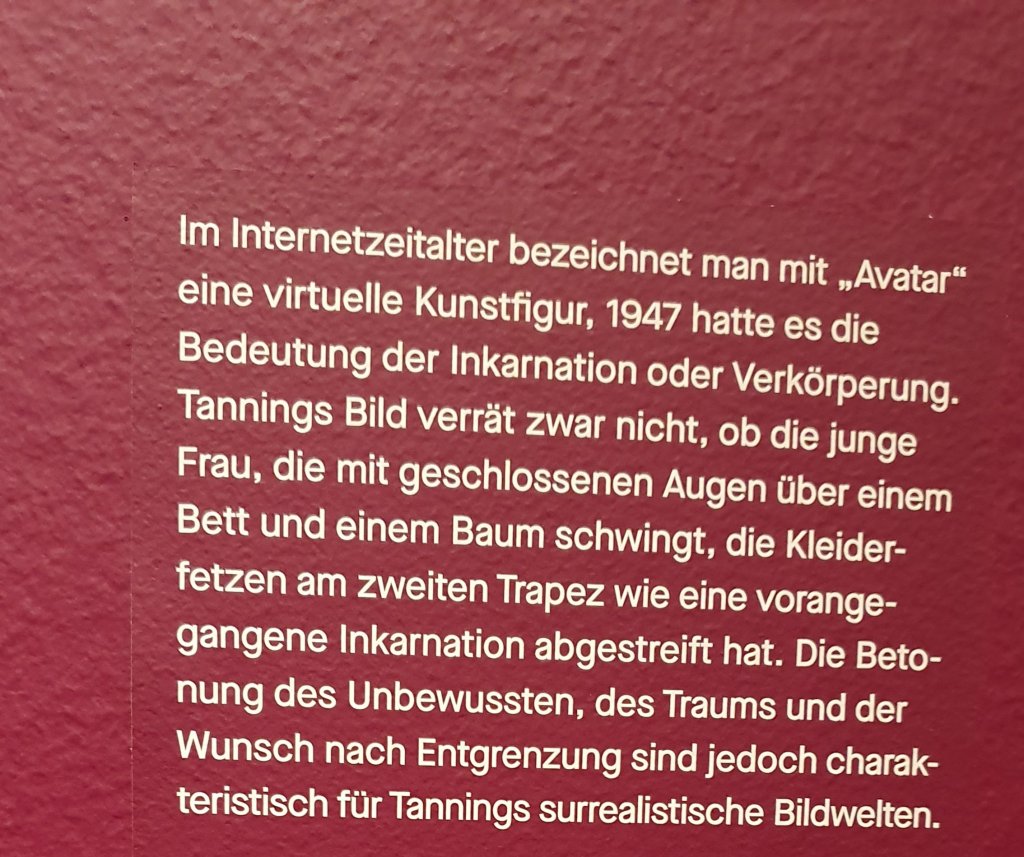 Im Internetzeitalter bezeichnet man mit „Avatar“
eine virtuelle Kunstfigur, 1947 hatte es die
Bedeutung der Inkarnation oder Verkörperung.
Tannings Bild verrät zwar nicht, ob die junge
Frau, die mit geschlossenen Augen über einem
Bett und einem Baum schwingt, die Kleider-
fetzen am zweiten Trapez wie eine vorange-
gangene Inkarnation abgestreift hat. Die Beto-
nung des Unbewussten, des Traums und der
Wunsch nach Entgrenzung sind jedoch charak-
teristisch für Tannings surrealistische Bildwelten.